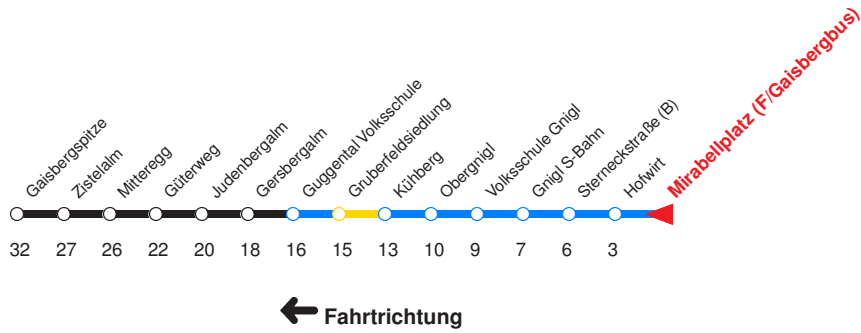 Gaisbergspitze
Zistelalm
Mitteregg
Güterweg
Judenbergalm
Gersbergalm
Guggental Volksschule
Gruberfeldsiedlung
Kühberg
Obergnigl
Volksschule Gnigl
Gnigl S-Bahn
Sterneckstraße (B)
Hofwirt
Mirabellplatz (F/Gaisbergbus)
32 27 26 22 20 18 16 15 13 10 9 7 6 3
Fahrtrichtung